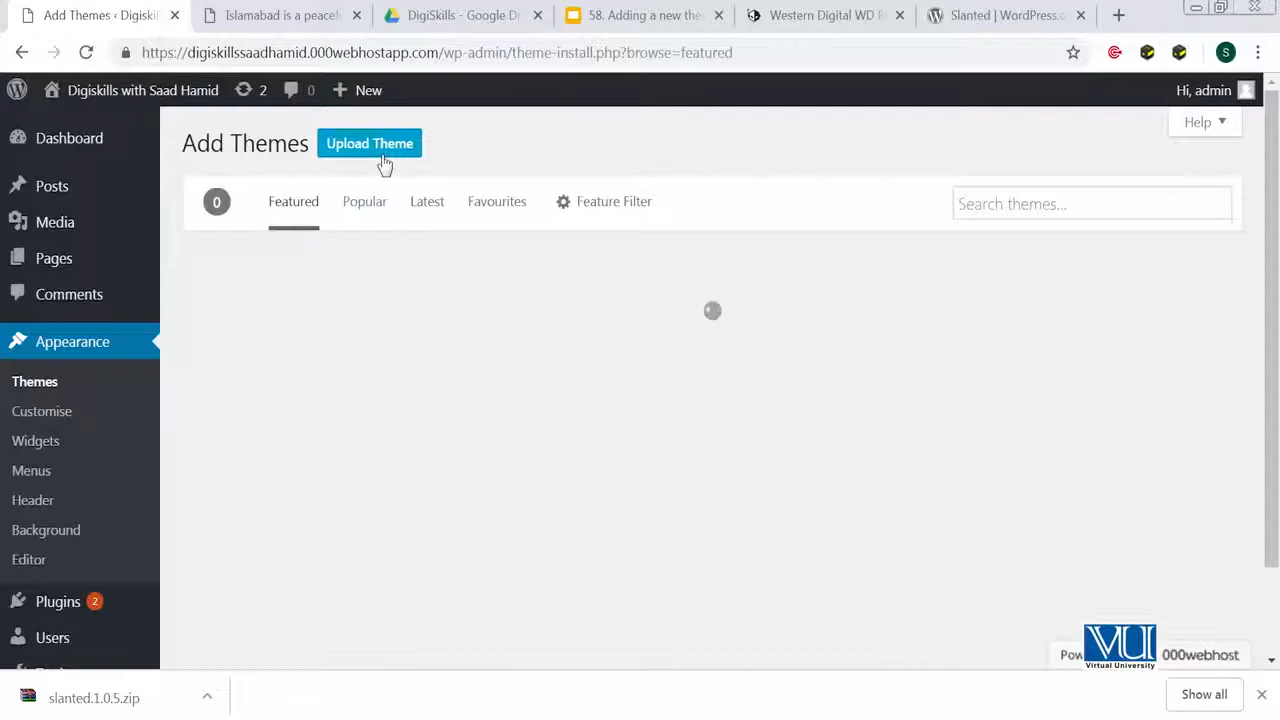 Add Themes ‹ Digiskill
Islamabad is a peacef
DigiSkills - Google Dr
58. Adding a new the
Western Digital WD
Slanted | WordPress.c
https://digiskillssaadhamid.000webhostapp.com/wp-admin/theme-install.php?browse=featured
Digiskills with Saad Hamid
2
0
New
Hi, admin
Dashboard
Posts
Media
Pages
Comments
Appearance
Themes
Customise
Widgets
Menus
Header
Background
Editor
Plugins 2
Users
Add Themes
Upload Theme
Help
0
Featured
Popular
Latest
Favourites
Feature Filter
Search themes...
Pow
000webhost
VU
Virtual University
slanted.1.0.5.zip
Show all